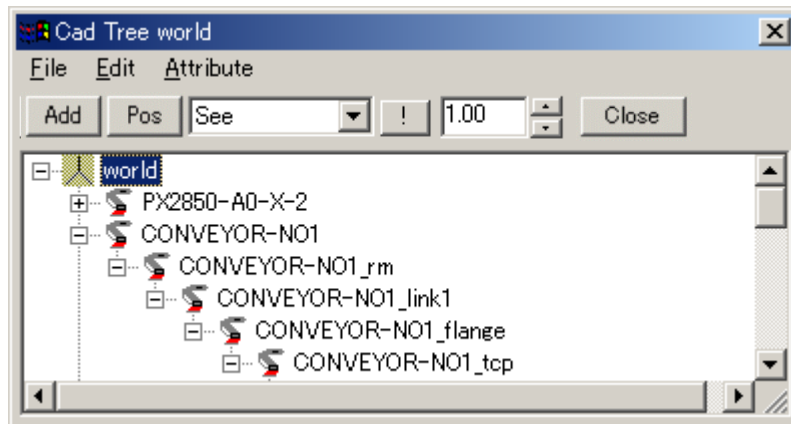 Cad Tree world
File Edit Attribute
Add Pos See ! 1.00 Close
world
PX2850-A0-X-2
CONVEYOR-NO1
CONVEYOR-NO1_rm
CONVEYOR-NO1_link1
CONVEYOR-NO1_flange
CONVEYOR-NO1_tcp